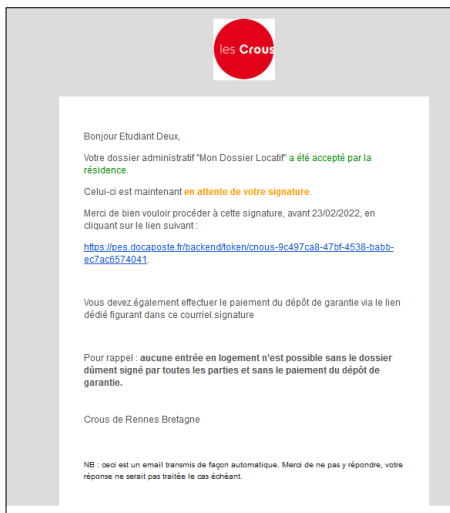 les Crous
Bonjour Etudiant Deux,
Votre dossier administratif "Mon Dossier Locatif" a été accepté par la
résidence.
Celui-ci est maintenant en attente de votre signature.
Merci de bien vouloir procéder à cette signature, avant 23/02/2022, en
cliquant sur le lien suivant :
https://pes.docaposte.fr/backend/token/cnous-9c497ca8-47bf-4538-babb-
ec7ac6574041.
Vous devez également effectuer le paiement du dépôt de garantie via le lien
dédié figurant dans ce courriel.signature
Pour rappel : aucune entrée en logement n'est possible sans le dossier
dûment signé par toutes les parties et sans le paiement du dépôt de
garantie.
Crous de Rennes Bretagne
NB : ceci est un email transmis de façon automatique. Merci de ne pas y répondre, votre
réponse ne serait pas traitée le cas échéant.